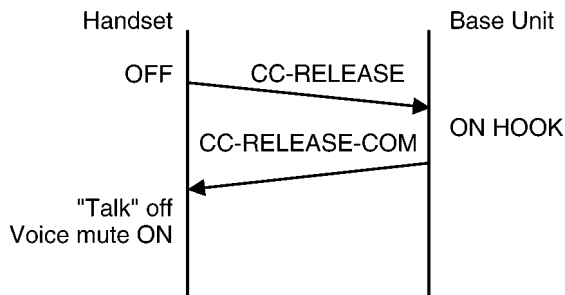 Handset
Base Unit
OFF
CC-RELEASE
ON HOOK
CC-RELEASE-COM
"Talk" off
Voice mute ON